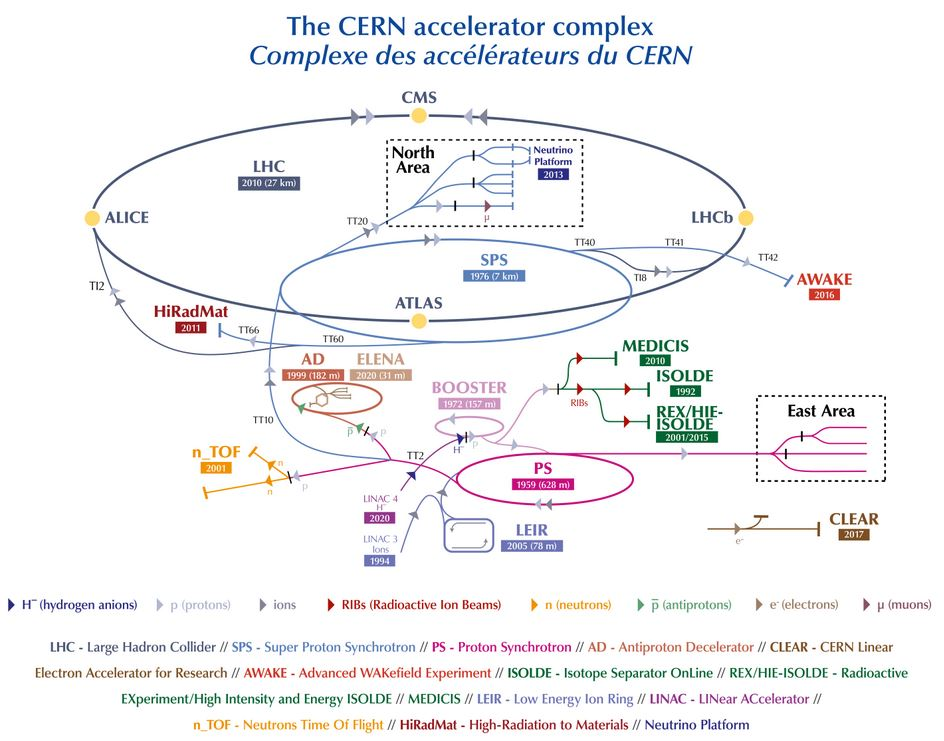 The CERN accelerator complex
Complexe des accélérateurs du CERN
CMS
North
Area
Neutrino
Platform
2013
LHC
2010 (27 km)
μ
ALICE
LHCb
TT20
TT40
TT41
TT42
SPS
1976 (7 km)
TI2
TI8
AWAKE
2016
ATLAS
HiRadMat
2011
TT66
TT60
MEDICIS
2010
AD
1999 (182 m)
ELENA
2020 (31 m)
ISOLDE
1992
BOOSTER
1972 (157 m)
RIBs
REX/HIE-
ISOLDE
2001/2015
East Area
TT10
p̅
p
H⁻
p
n_TOF
2001
n
n
p
TT2
PS
1959 (628 m)
LINAC 4
H⁻
2020
LINAC 3
Ions
1994
LEIR
2005 (78 m)
CLEAR
2017
e⁻
H⁻ (hydrogen anions)
p (protons)
ions
RIBs (Radioactive Ion Beams)
n (neutrons)
p̅ (antiprotons)
e⁻ (electrons)
μ (muons)
LHC - Large Hadron Collider // SPS - Super Proton Synchrotron // PS - Proton Synchrotron // AD - Antiproton Decelerator // CLEAR - CERN Linear
Electron Accelerator for Research // AWAKE - Advanced WAKefield Experiment // ISOLDE - Isotope Separator OnLine // REX/HIE-ISOLDE - Radioactive
EXperiment/High Intensity and Energy ISOLDE // MEDICIS // LEIR - Low Energy Ion Ring // LINAC - LINear ACcelerator //
n_TOF - Neutrons Time Of Flight // HiRadMat - High-Radiation to Materials // Neutrino Platform